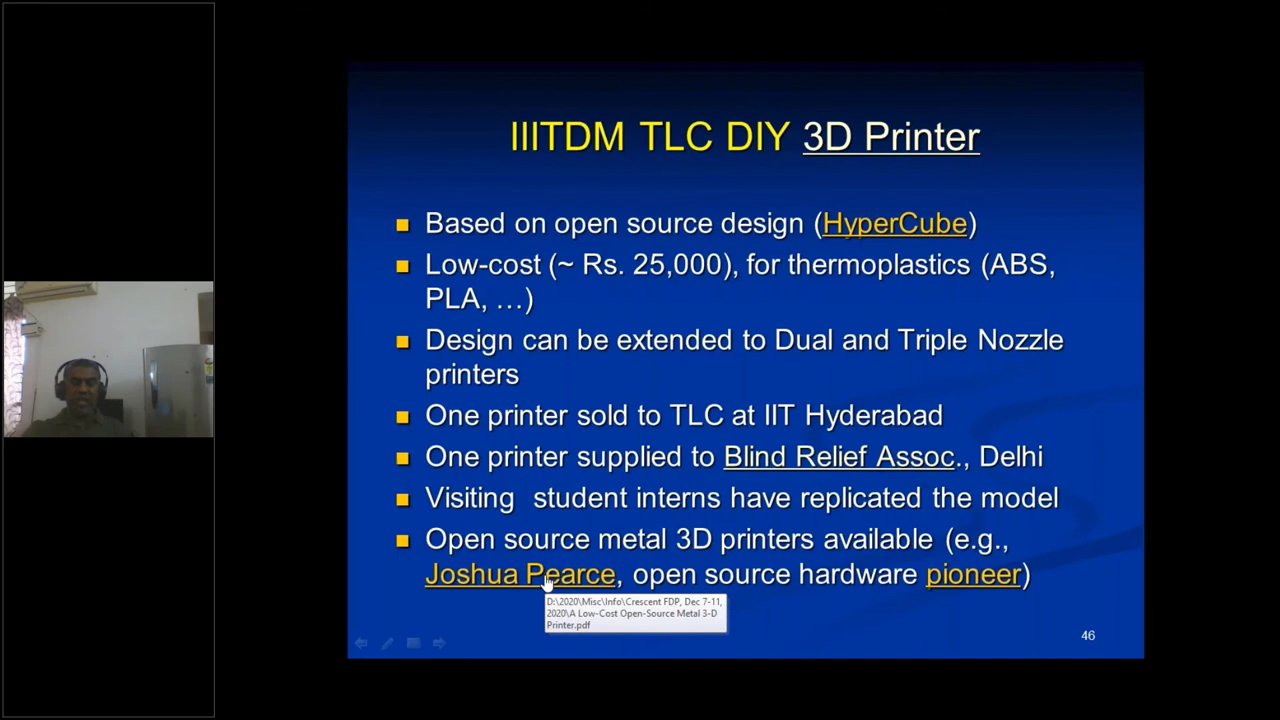 IIITDM TLC DIY 3D Printer
Based on open source design (HyperCube)
Low-cost (~ Rs. 25,000), for thermoplastics (ABS,
PLA, …)
Design can be extended to Dual and Triple Nozzle
printers
One printer sold to TLC at IIT Hyderabad
One printer supplied to Blind Relief Assoc., Delhi
Visiting  student interns have replicated the model
Open source metal 3D printers available (e.g.,
Joshua Pearce, open source hardware pioneer)
D:\2020\Misc\Info\Crescent FDP, Dec 7-11,
2020\A Low-Cost Open-Source Metal 3-D
Printer.pdf
46